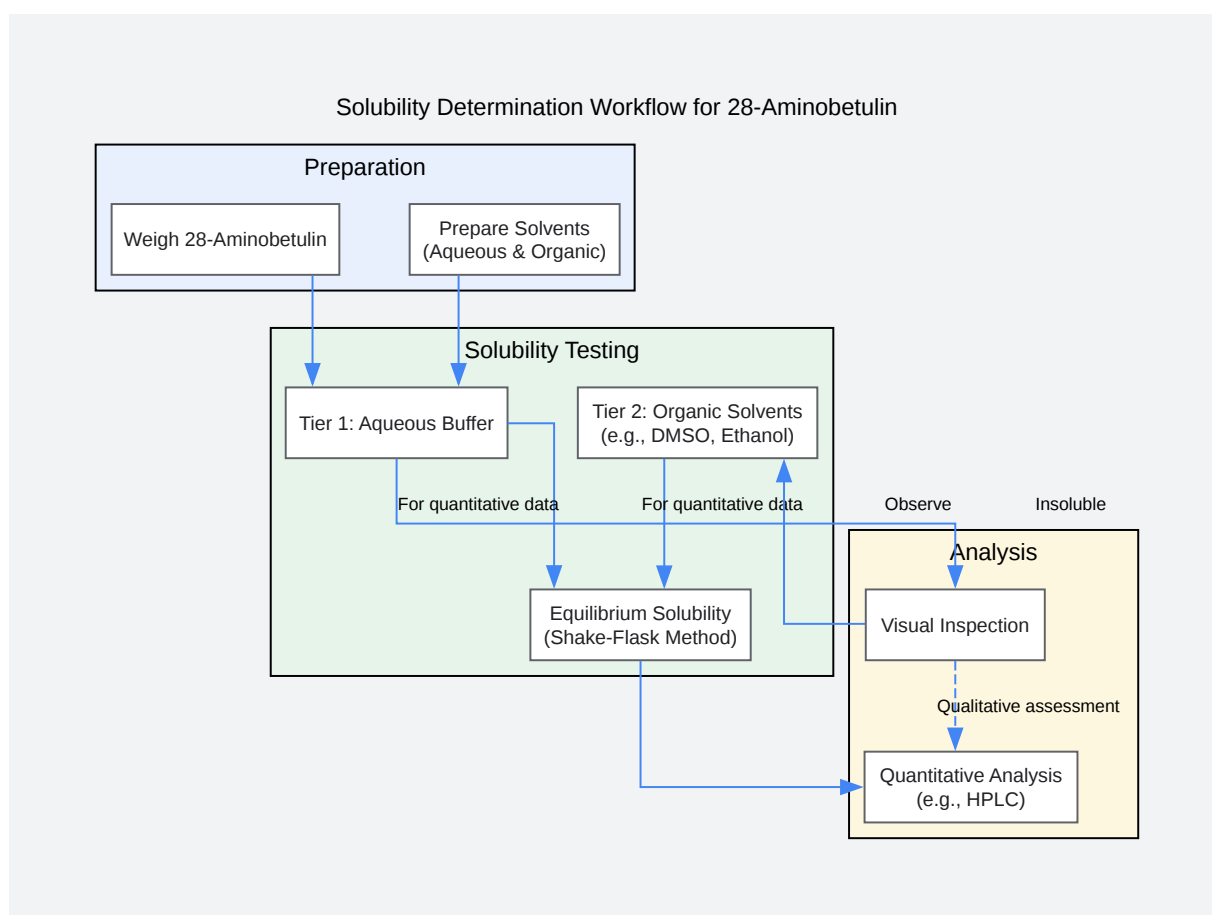 Solubility Determination Workflow for 28-Aminobetulin
Preparation
Weigh 28-Aminobetulin
Prepare Solvents
(Aqueous & Organic)
Solubility Testing
Tier 1: Aqueous Buffer
Tier 2: Organic Solvents
(e.g., DMSO, Ethanol)
For quantitative data
For quantitative data
Observe
Insoluble
Analysis
Equilibrium Solubility
(Shake-Flask Method)
Visual Inspection
Qualitative assessment
Quantitative Analysis
(e.g., HPLC)